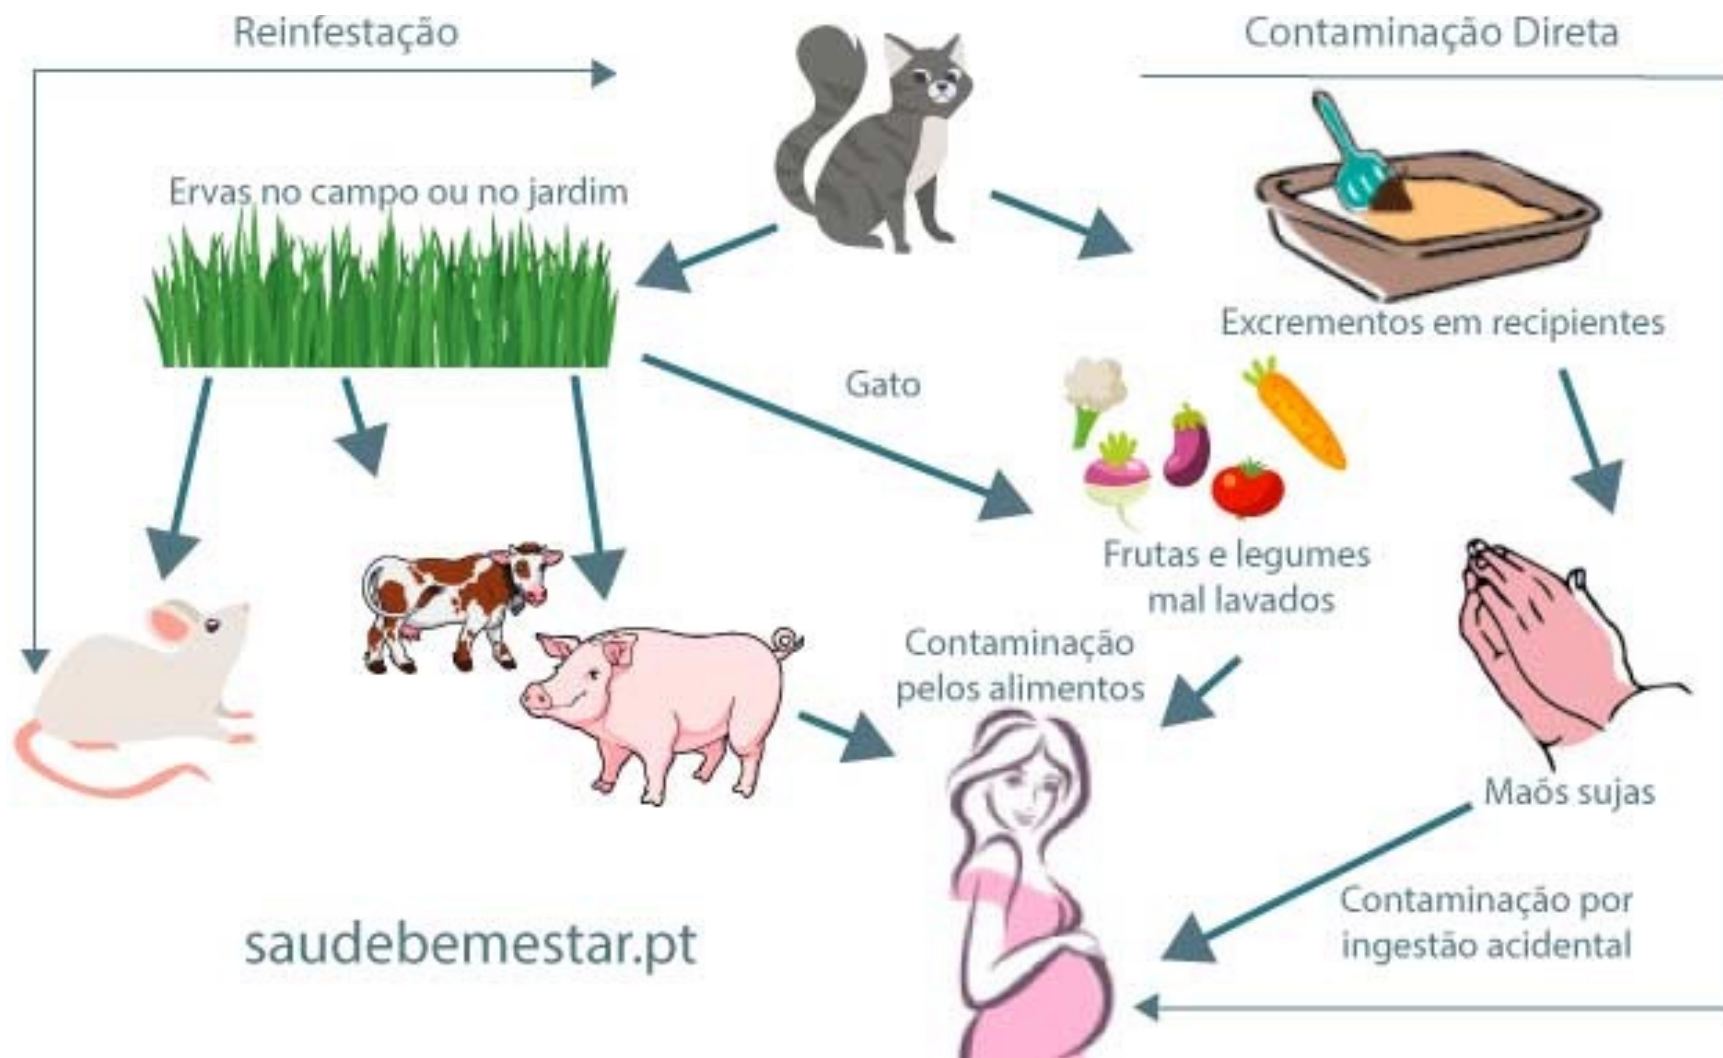 Reinfestação
Contaminação Direta
Ervas no campo ou no jardim
Excrementos em recipientes
Gato
Frutas e legumes
mal lavados
Contaminação
pelos alimentos
Maõs sujas
Contaminação por
ingestão acidental
saudebemestar.pt